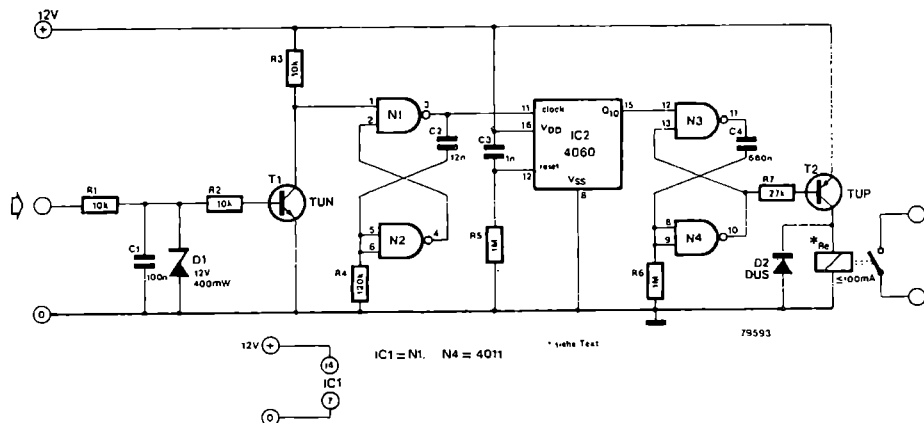 12V
+
R3
10k
1
2
N1
3
C2
12n
C3
1n
11
clock
16
VDD
IC2
4060
reset
12
VSS
8
Q10
15
12
13
N3
11
C4
680n
R1
10k
R2
10k
T1
TUN
C1
100n
D1
12V
400mW
5
6
N2
4
R4
120k
R5
1M
8
9
N4
10
R6
1M
R7
27k
T2
TUP
D2
DUS
*
Re
≤100mA
0
79593
12V
+
14
IC1
7
0
IC1 = N1. N4 = 4011
* siehe Text